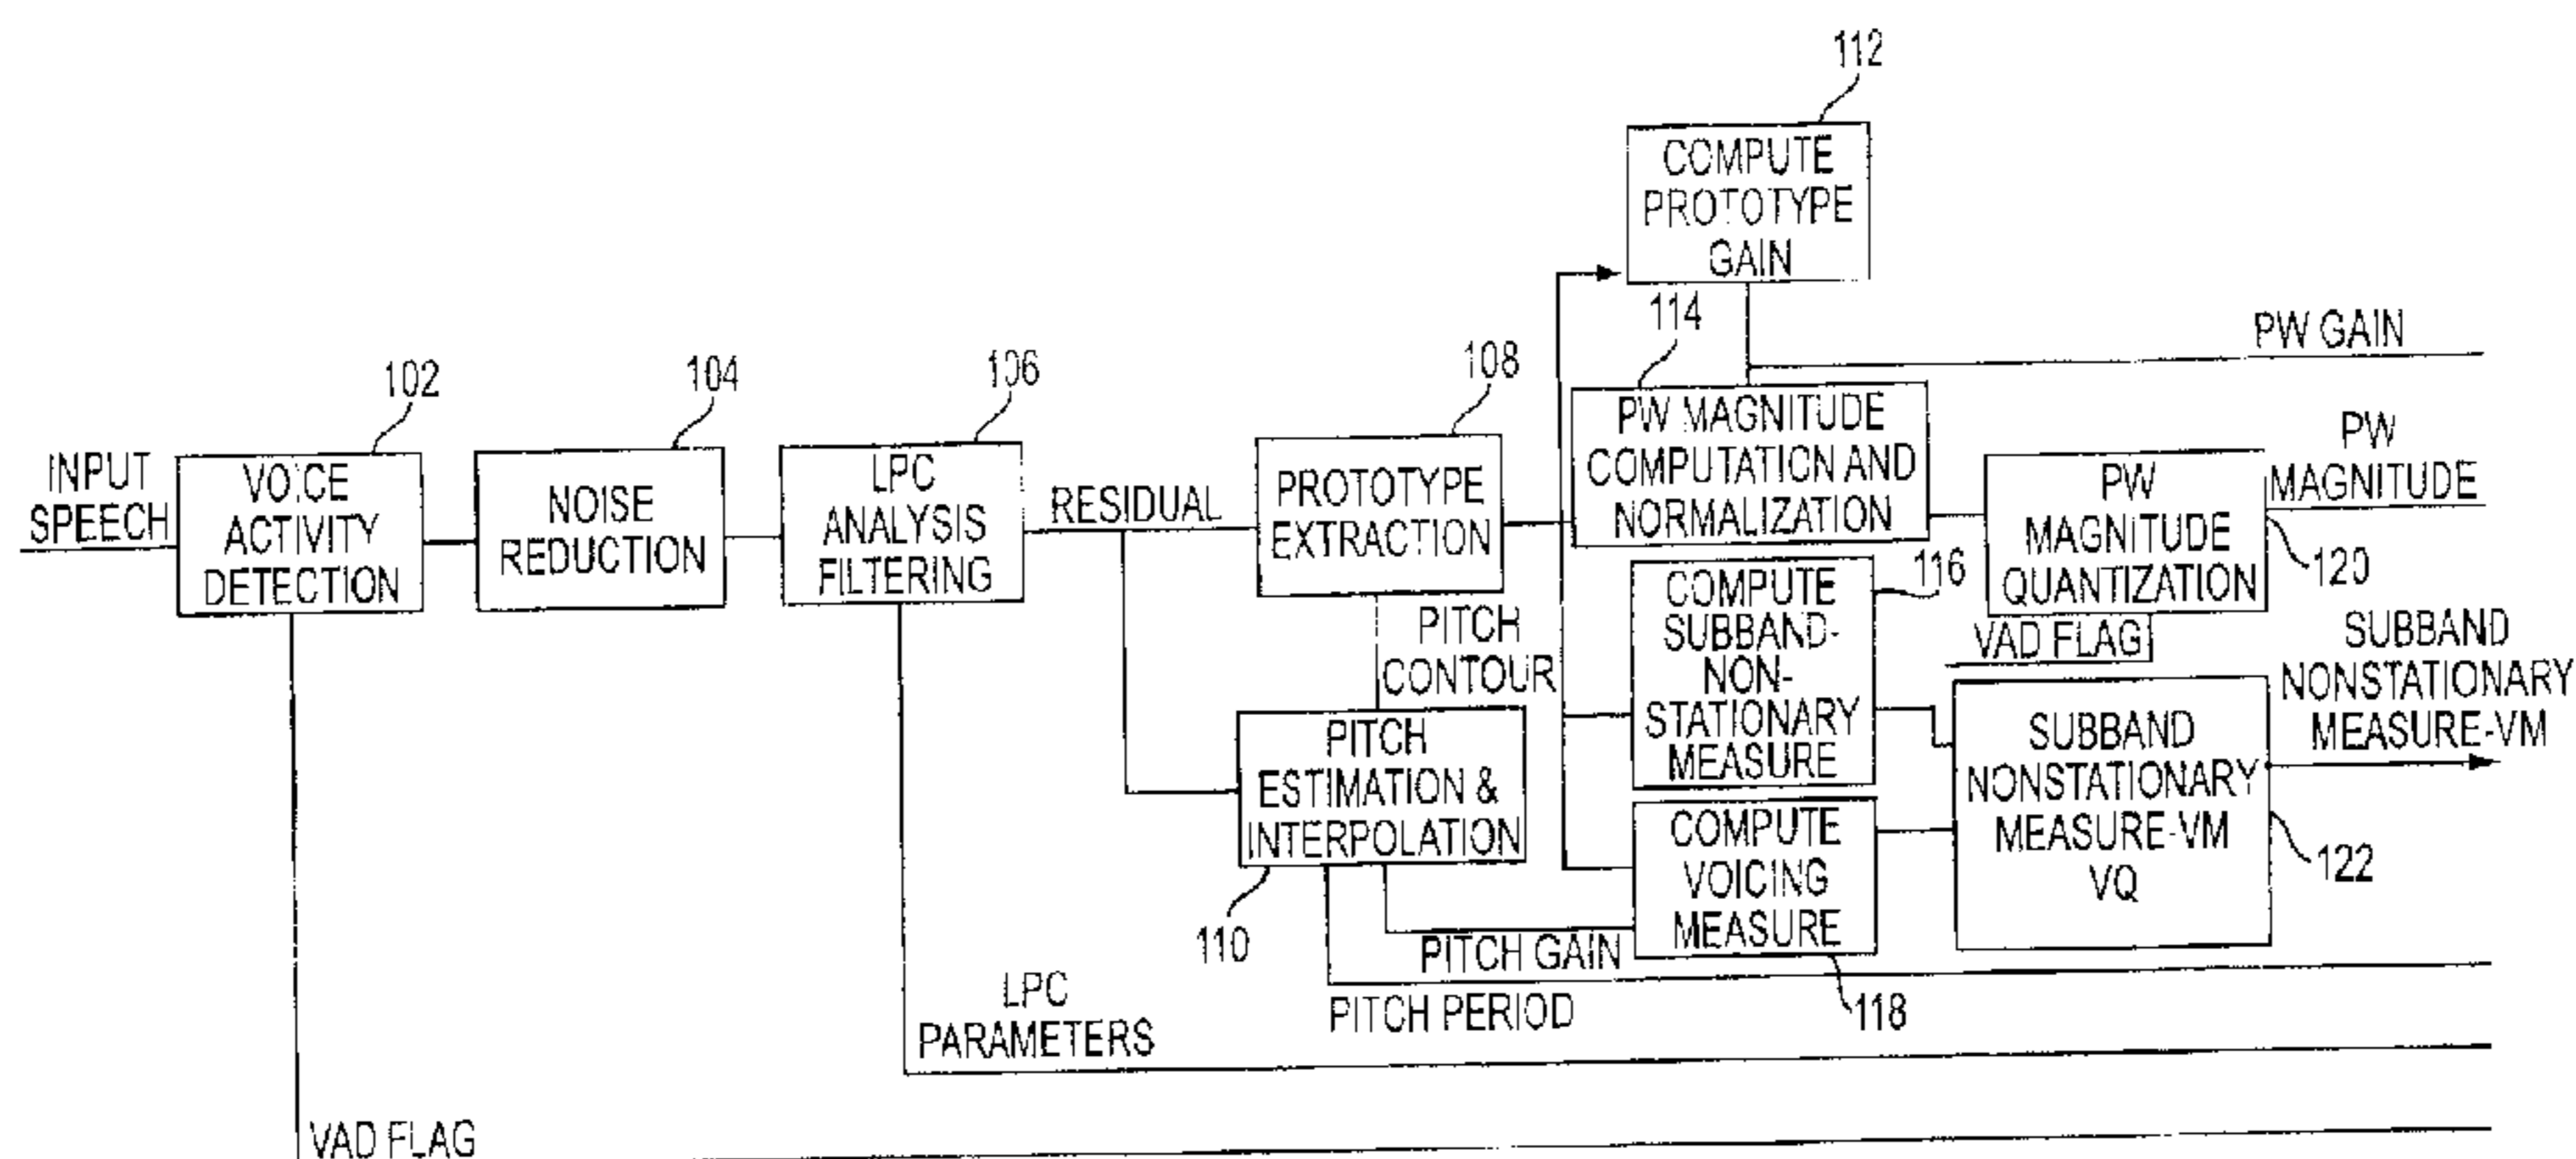 112
COMPUTE
PROTOTYPE
GAIN
114
PW GAIN
102
104
106
108
INPUT
SPEECH
VOICE
ACTIVITY
DETECTION
NOISE
REDUCTION
LPC
ANALYSIS
FILTERING
RESIDUAL
PROTOTYPE
EXTRACTION
PW MAGNITUDE
COMPUTATION AND
NORMALIZATION
PW
MAGNITUDE
QUANTIZATION
PW
MAGNITUDE
120
116
VAD FLAG
PITCH
CONTOUR
COMPUTE
SUBBAND-
NON-
STATIONARY
MEASURE
SUBBAND
NONSTATIONARY
MEASURE-VM
PITCH
ESTIMATION &
INTERPOLATION
110
COMPUTE
VOICING
MEASURE
118
SUBBAND
NONSTATIONARY
MEASURE-VM
VQ
122
PITCH GAIN
PITCH PERIOD
LPC
PARAMETERS
VAD FLAG